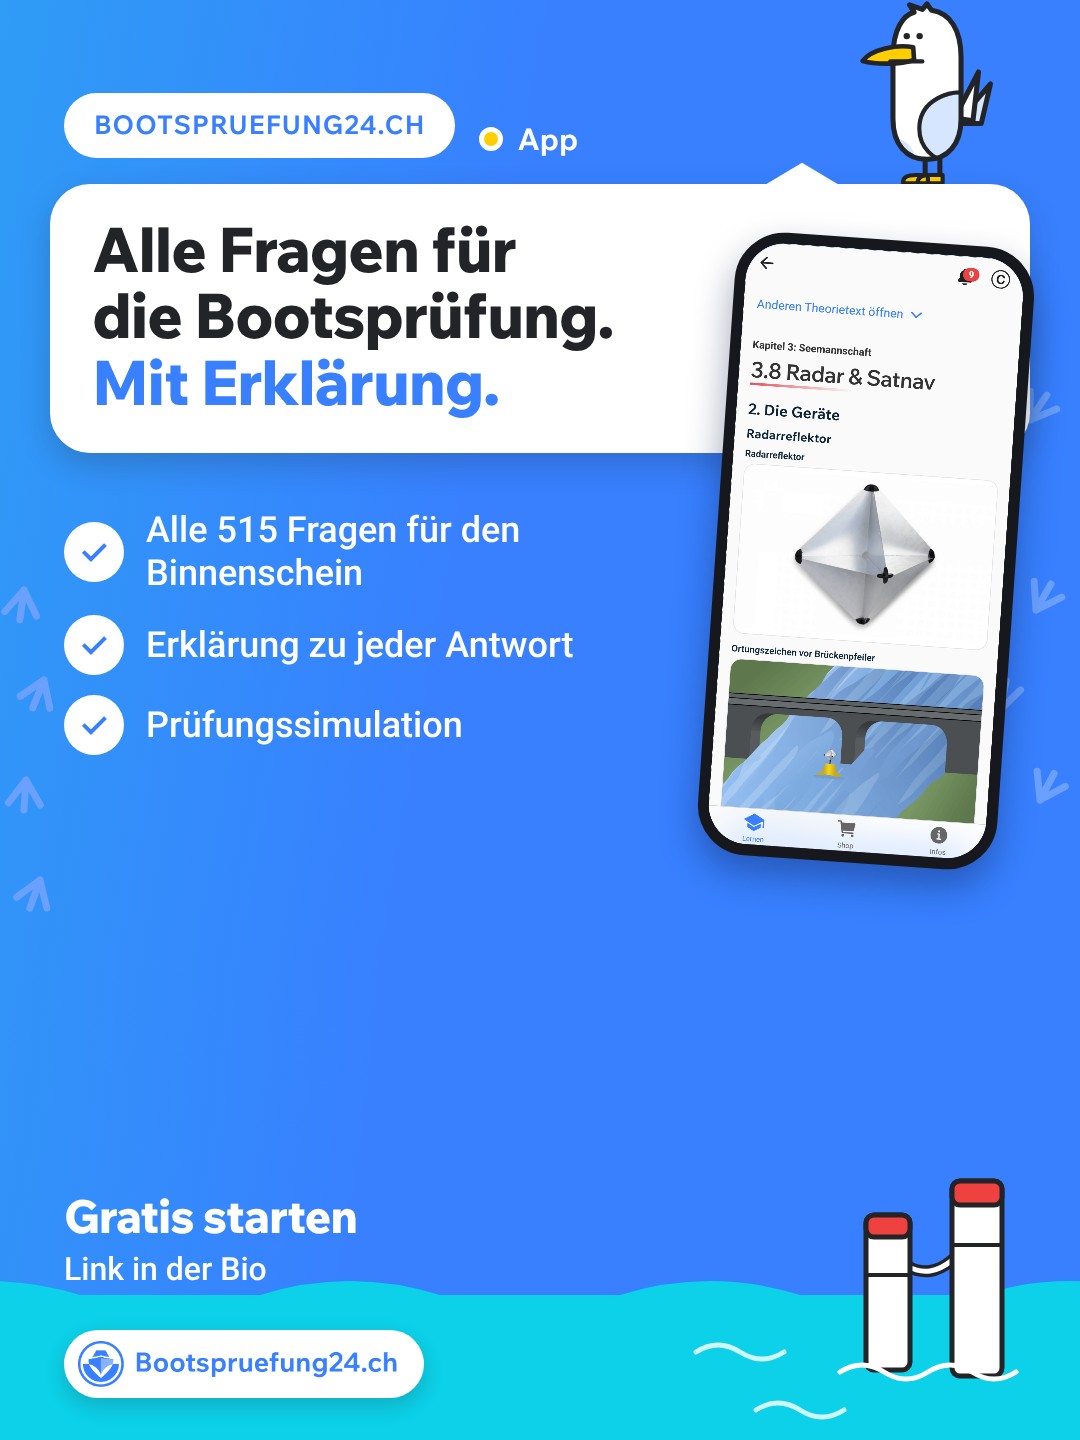 BOOTSPRUEFUNG24.CH
App
Alle Fragen für
die Bootsprüfung.
Mit Erklärung.
9
C
Anderen Theorietext öffnen
Kapitel 3: Seemannschaft
3.8 Radar & Satnav
2. Die Geräte
Radarreflektor
Radarreflektor
Ortungszeichen vor Brückenpfeiler
Lernen
Shop
Infos
Alle 515 Fragen für den
Binnenschein
Erklärung zu jeder Antwort
Prüfungssimulation
Gratis starten
Link in der Bio
Bootspruefung24.ch